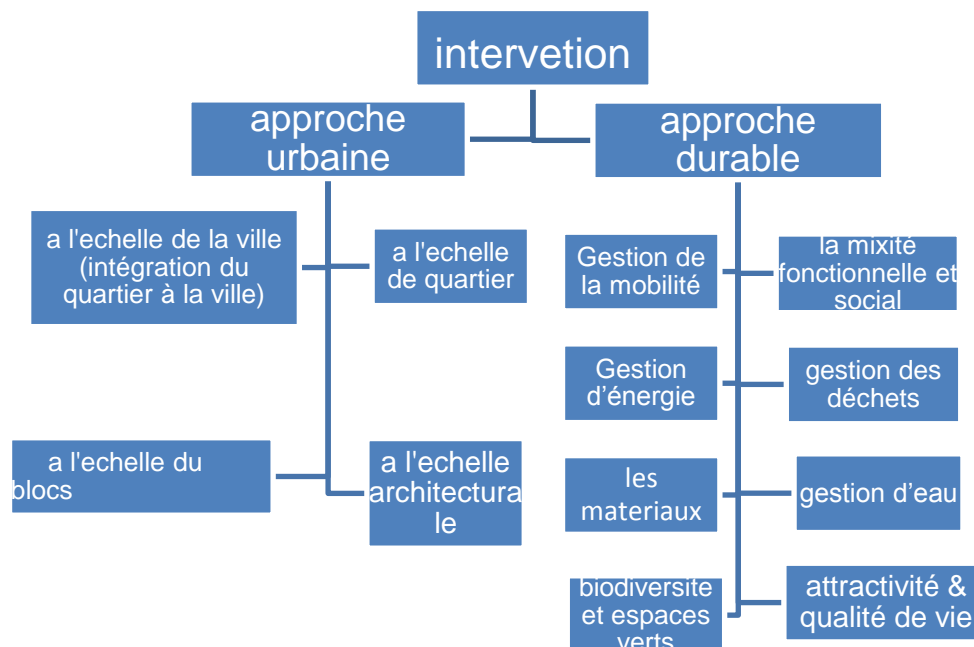 intervetion
approche
urbaine
approche
durable
a l'echelle de la ville
(intégration du
quartier à la ville)
a l'echelle
de quartier
a l'echelle du
blocs
a l'echelle
architectura
le
Gestion de
la mobilité
la mixité
fonctionnelle et
social
Gestion
d’énergie
gestion des
déchets
les
materiaux
gestion d’eau
biodiversite
et espaces
verts
attractivité &
qualité de vie